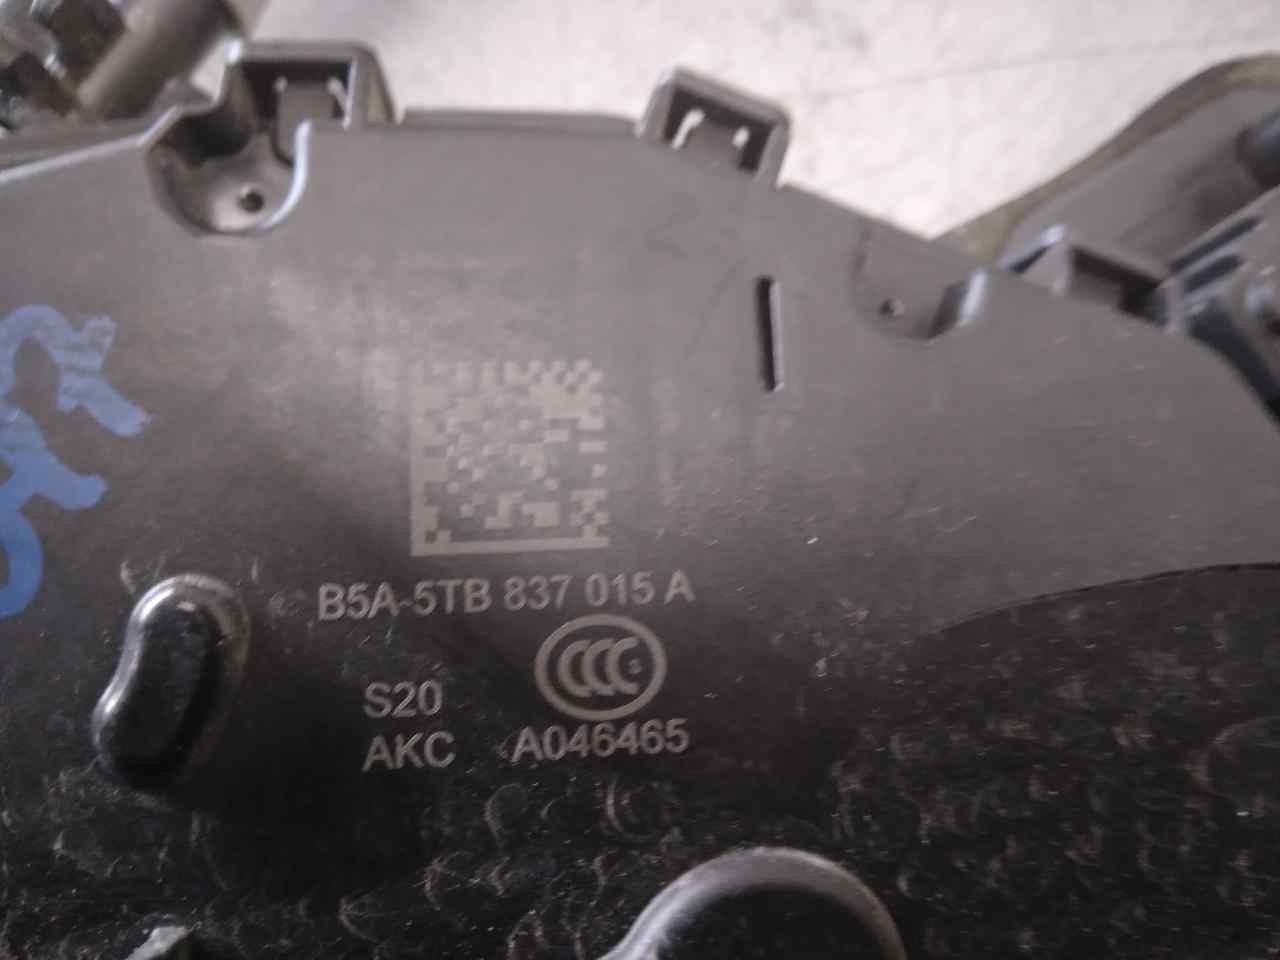 B5A-5TB 837 015 A
CCC S
S20
AKC A046465